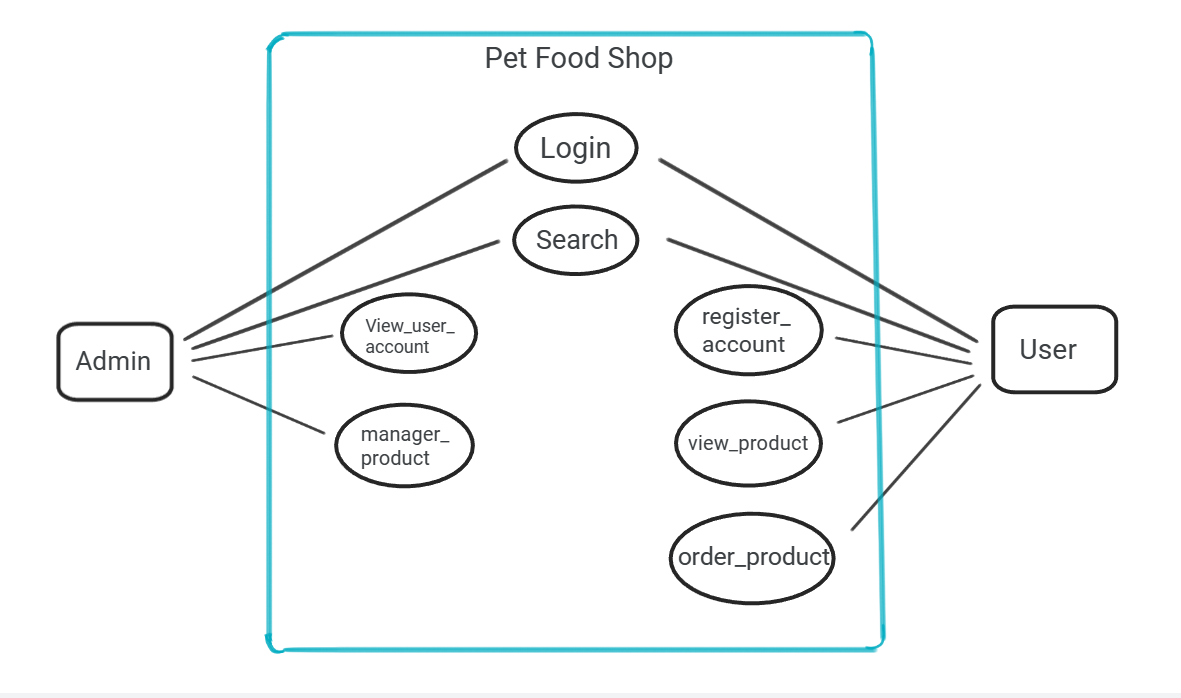 Pet Food Shop
Login
Search
View_user_
account
register_
account
Admin
User
manager_
product
view_product
order_product